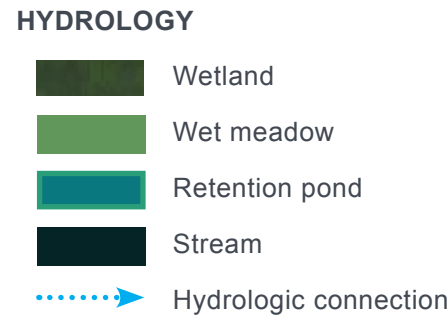 HYDROLOGY
Wetland
Wet meadow
Retention pond
Stream
Hydrologic connection